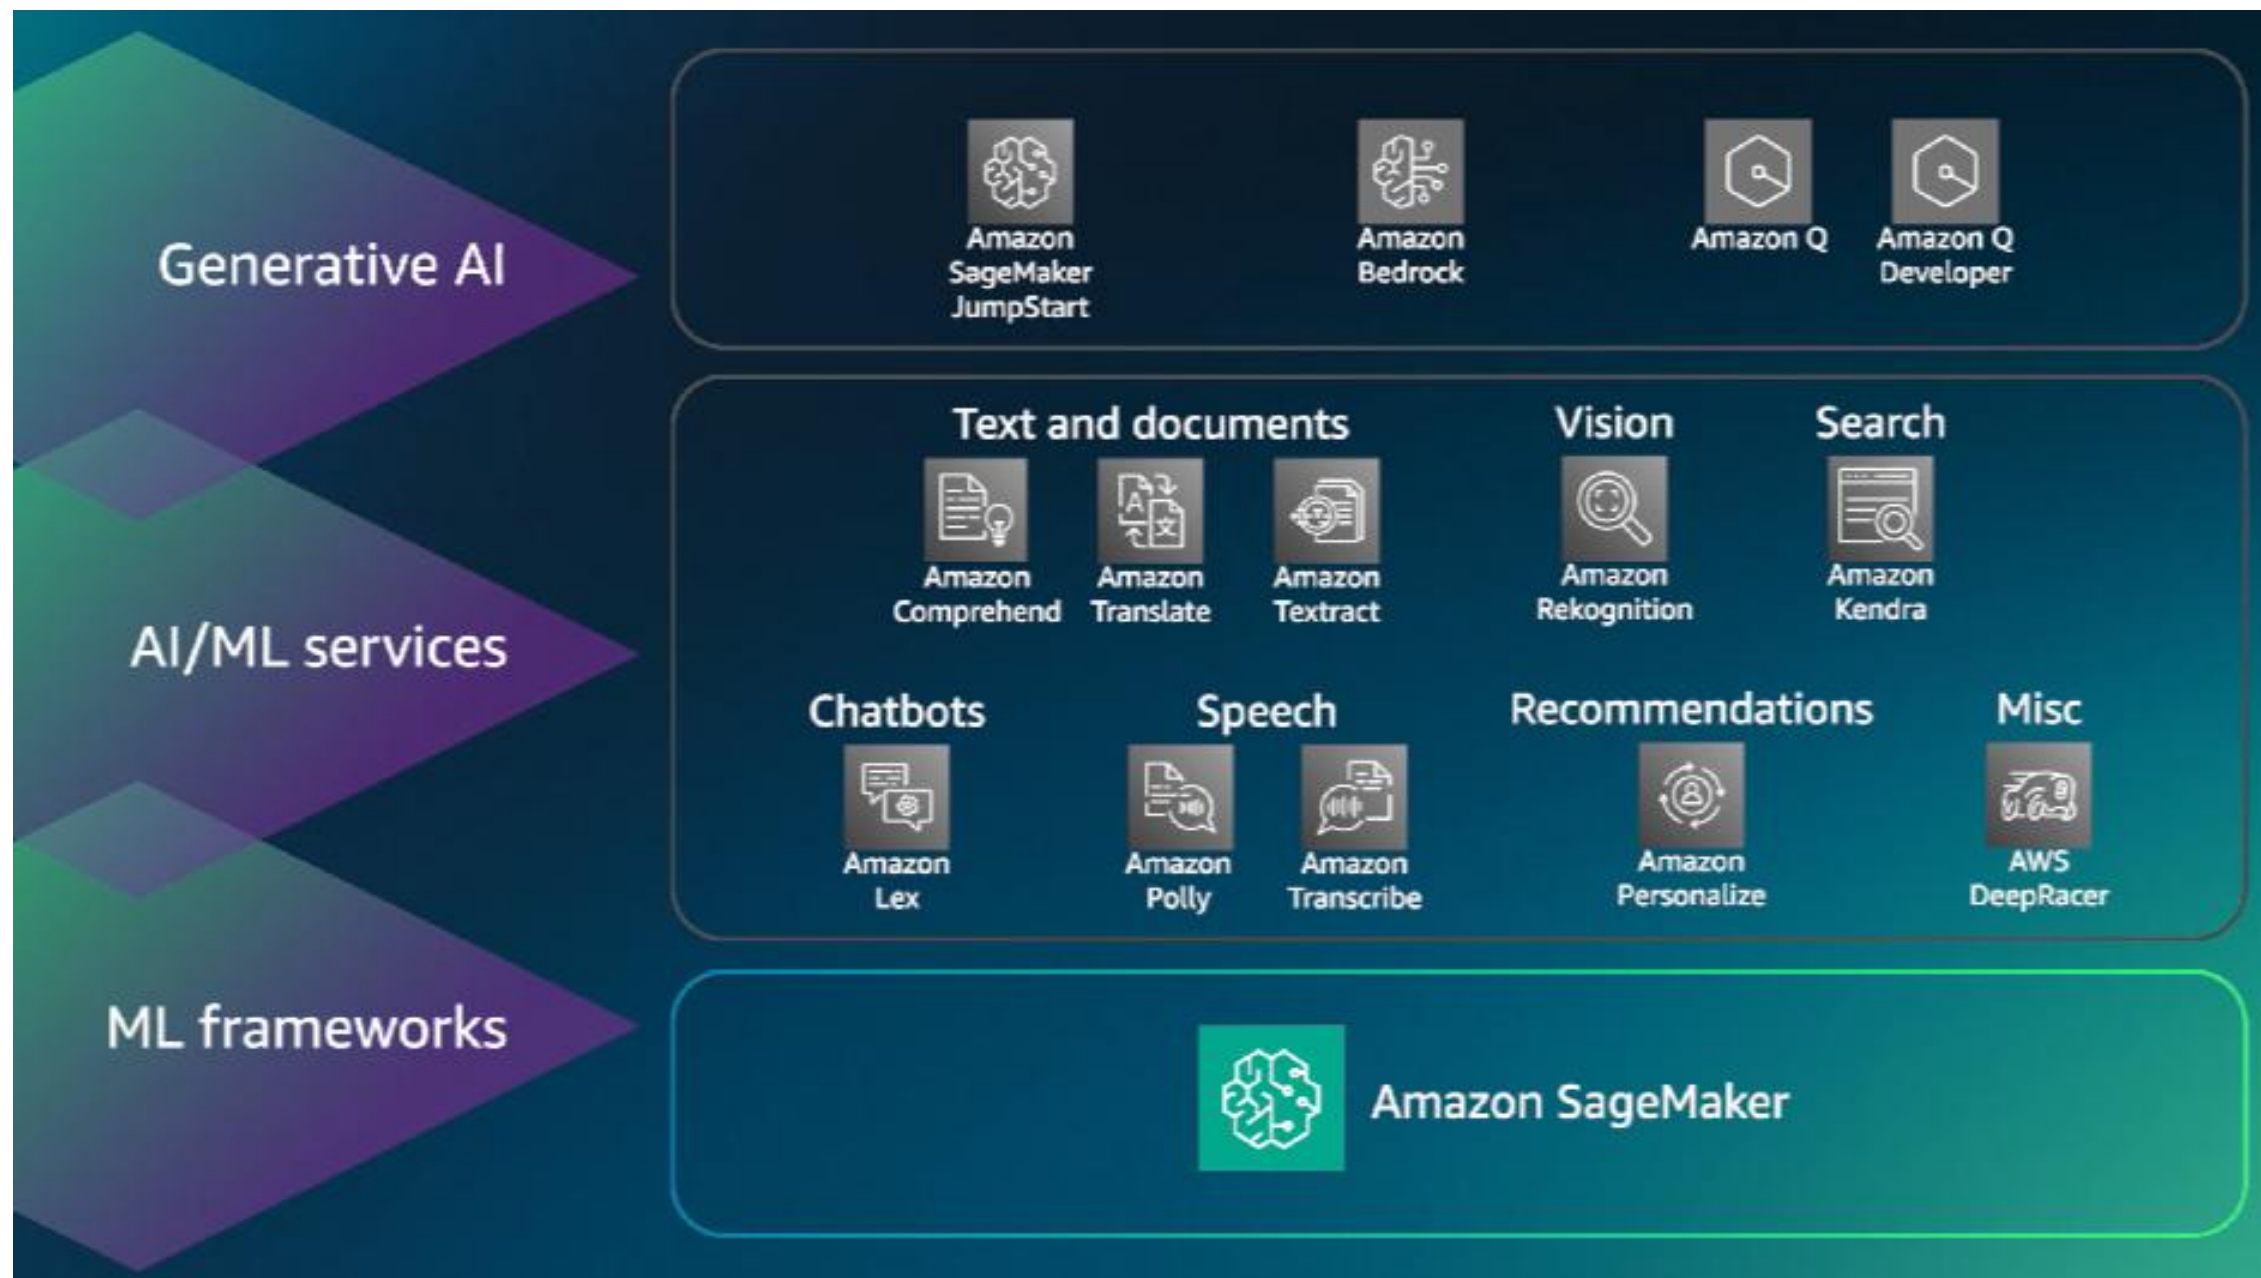 Generative AI
Amazon
SageMaker
JumpStart
Amazon
Bedrock
Amazon Q
Amazon Q
Developer
AI/ML services
Text and documents
Amazon
Comprehend
Amazon
Translate
Amazon
Textract
Vision
Amazon
Rekognition
Search
Amazon
Kendra
Chatbots
Amazon
Lex
Speech
Amazon
Polly
Amazon
Transcribe
Recommendations
Amazon
Personalize
Misc
AWS
DeepRacer
ML frameworks
Amazon SageMaker